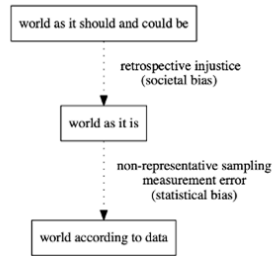 world as it should and could be
retrospective injustice
(societal bias)
world as it is
non-representative sampling
measurement error
(statistical bias)
world according to data